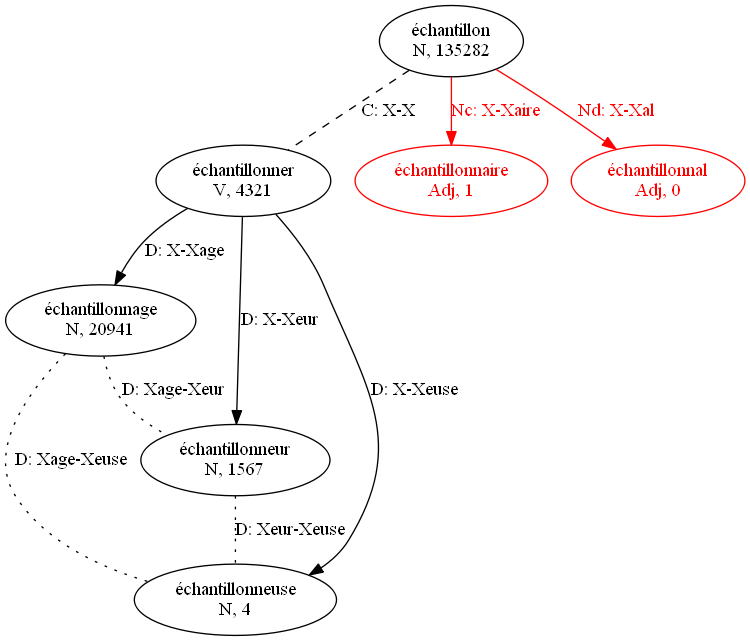 échantillon
N, 135282
C: X-X
Nc: X-Xaire
Nd: X-Xal
échantillonner
V, 4321
échantillonnaire
Adj, 1
échantillonnal
Adj, 0
D: X-Xage
échantillonnage
N, 20941
D: X-Xeur
D: Xage-Xeur
D: X-Xeuse
D: Xage-Xeuse
échantillonneur
N, 1567
D: Xeur-Xeuse
échantillonneuse
N, 4